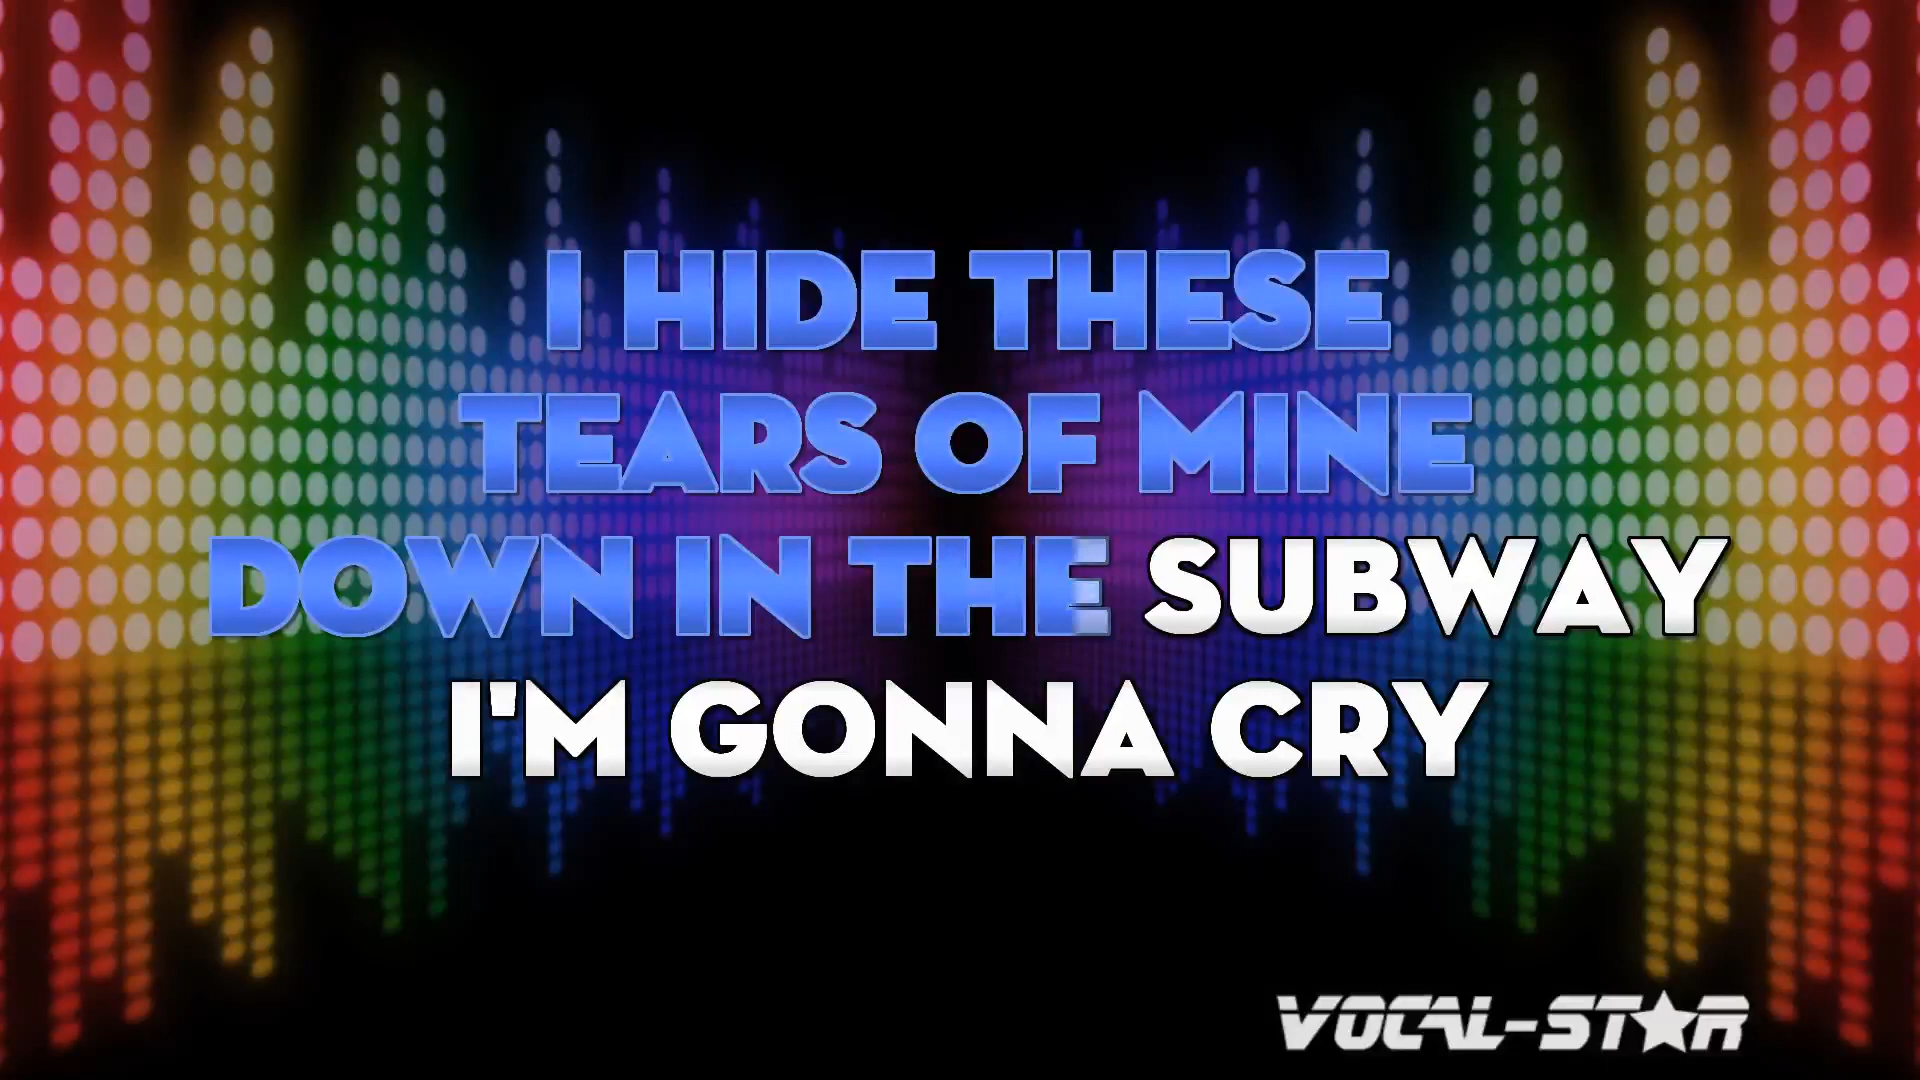 I HIDE THESE
TEARS OF MINE
DOWN IN THE SUBWAY
I'M GONNA CRY
VOCAL-STAR